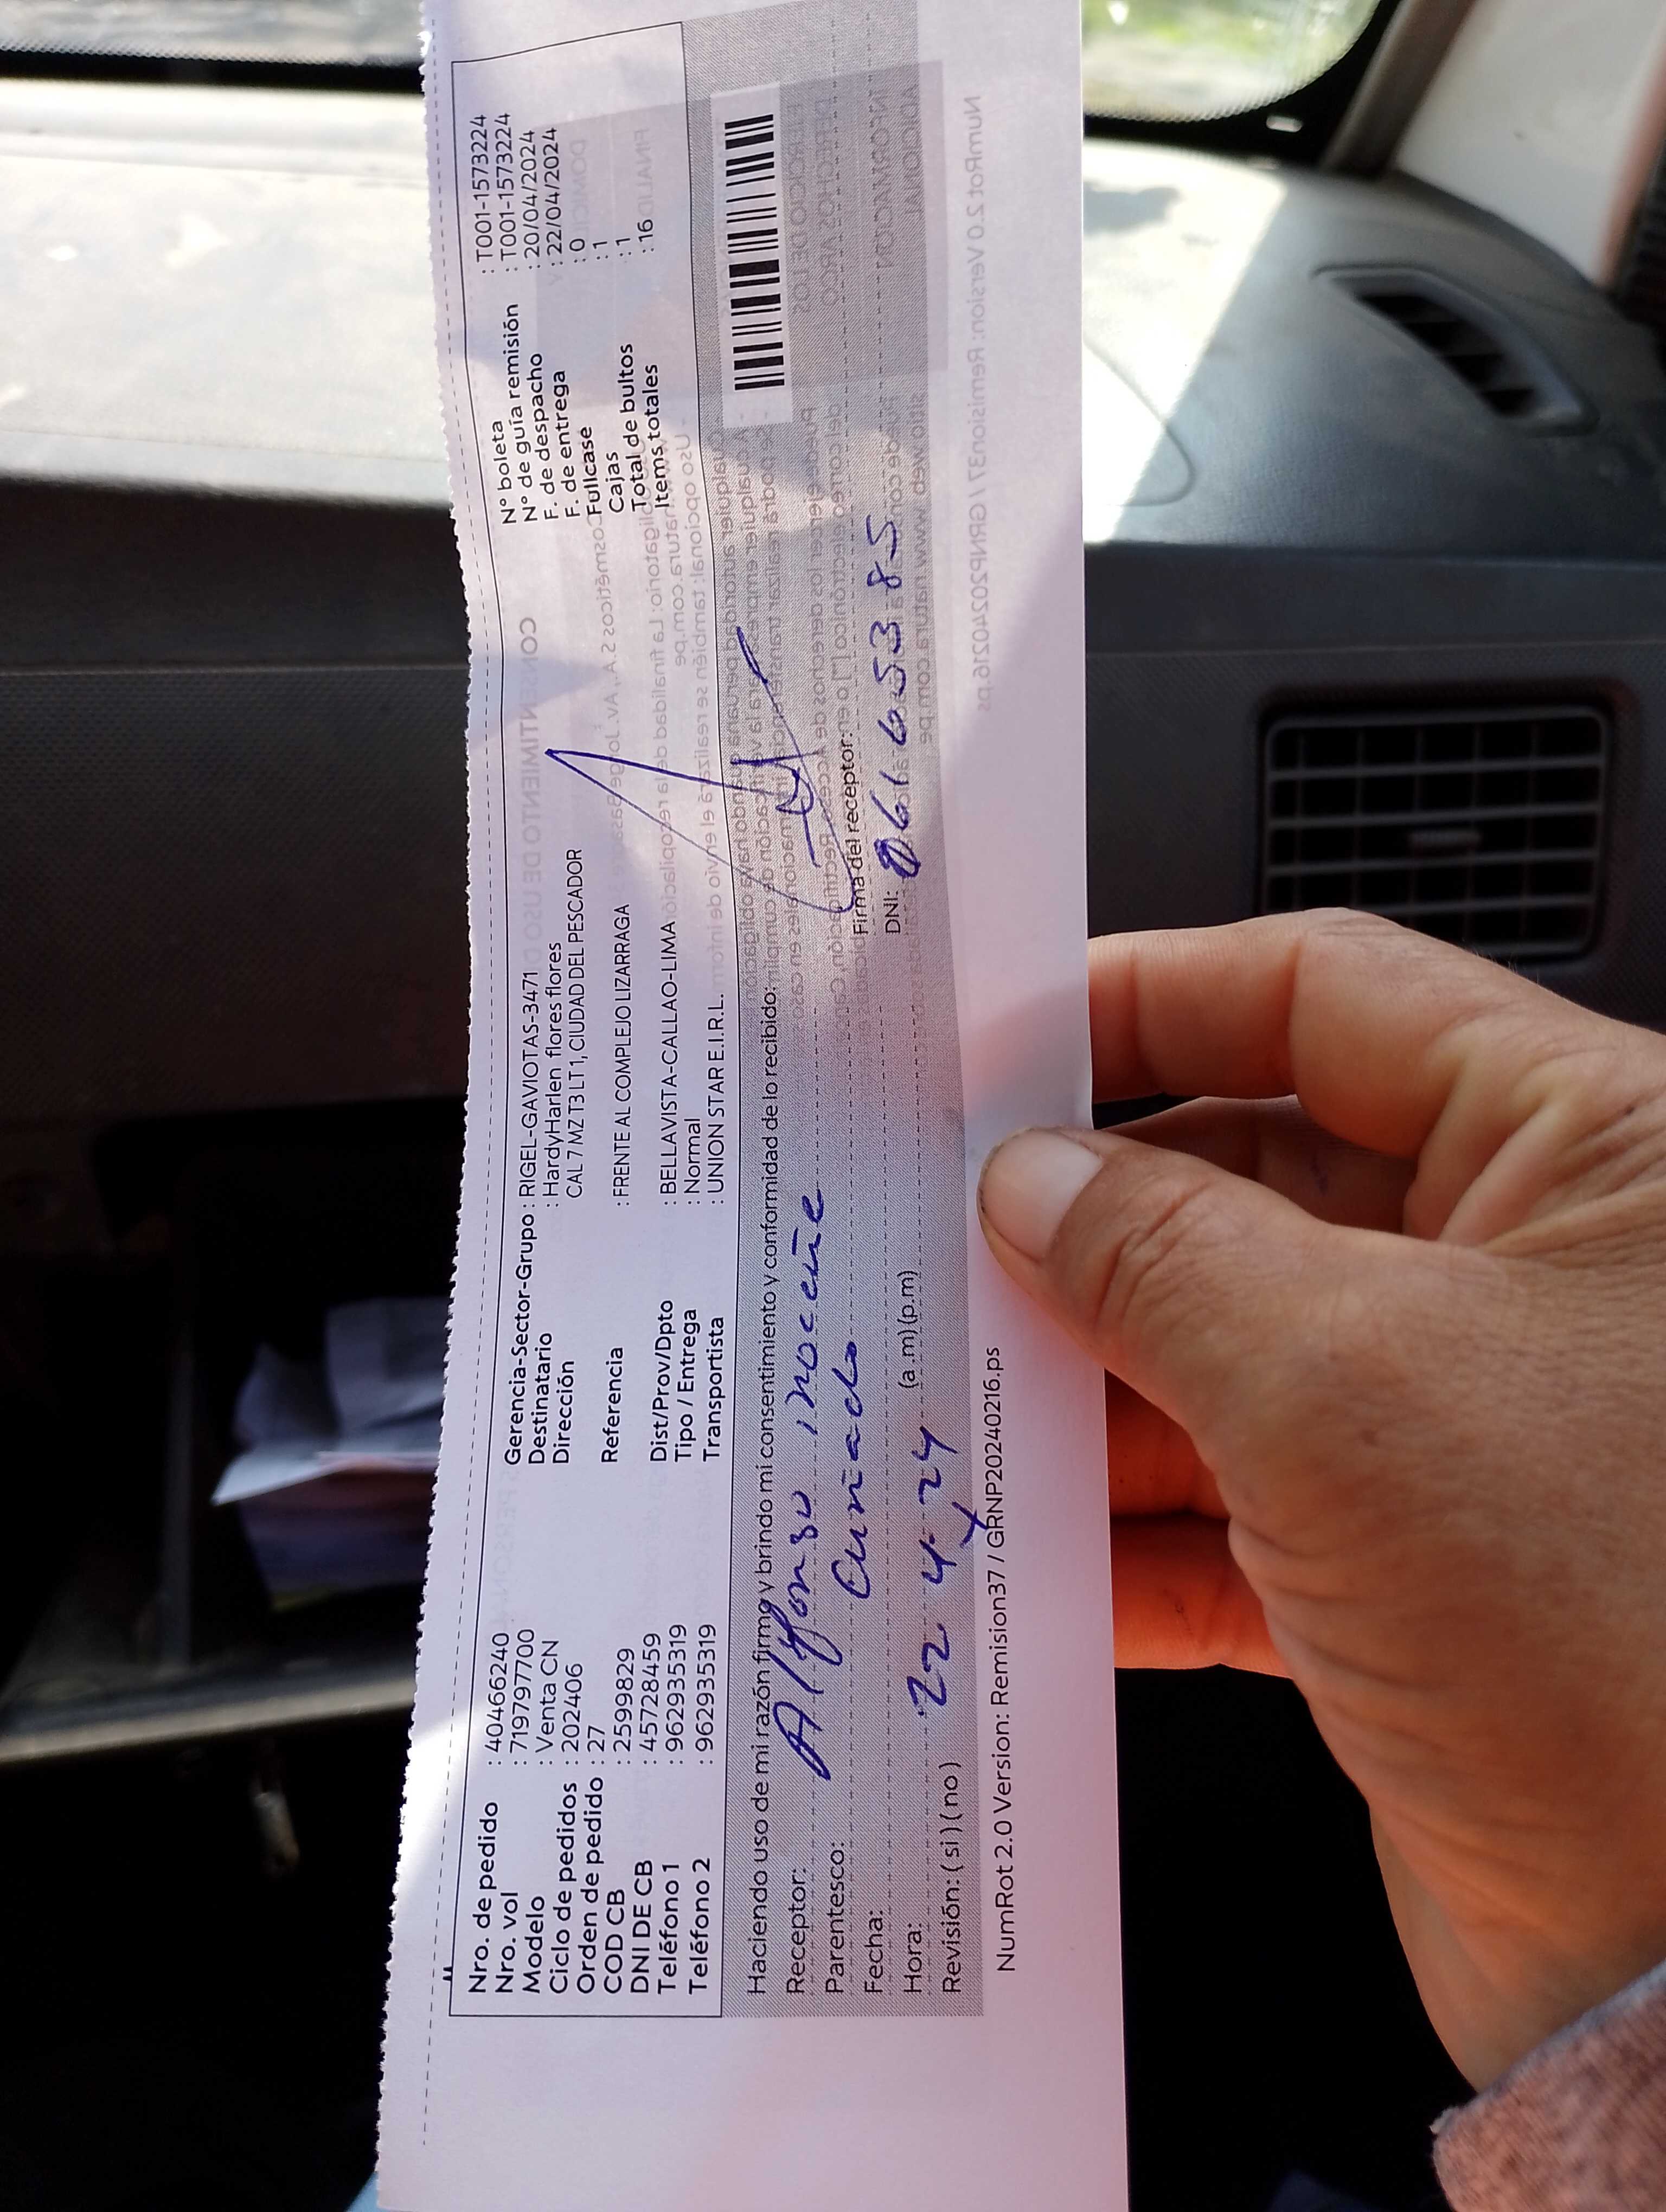 Nro. de pedido : 40466240
Nro. vol : 719797700
Modelo : Venta CN
Ciclo de pedidos : 202406
Orden de pedido : 27
COD CB : 2599829
DNI DE CB : 457284459
Teléfono 1 : 962935319
Teléfono 2 : 962935319
Gerencia-Sector-Grupo : RIGEL-GAVIOTAS-3471
Destinatario : HardyHarlen flores flores
Dirección CAL 7 MZ T3 LT 1, CIUDAD DEL PESCADOR
Referencia : FRENTE AL COMPLEJO LIZARRAGA
Dist/Prov/Dpto : BELLAVISTA-CALLAO-LIMA
Tipo / Entrega : Normal
Transportista : UNION STAR E.I.R.L.
N° boleta : T001-1573224
N° de guía remisión : T001-1573224
F. de despacho : 20/04/2024
F. de entrega : 22/04/2024
Fullcase : 0
Cajas : 1
Total de bultos : 1
Items totales : 16
Haciendo uso de mi razón firmo y brindo mi consentimiento y conformidad de lo recibido:
Receptor: Alfonso
Parentesco: Cuñado
Fecha:
Hora: 22 4-24 (a.m)(p.m)
Revisión: ( si ) ( no )
Firma del receptor:
DNI: 06665385
NumRot 2.0 Version: Remision37 / GRNP20240216.ps